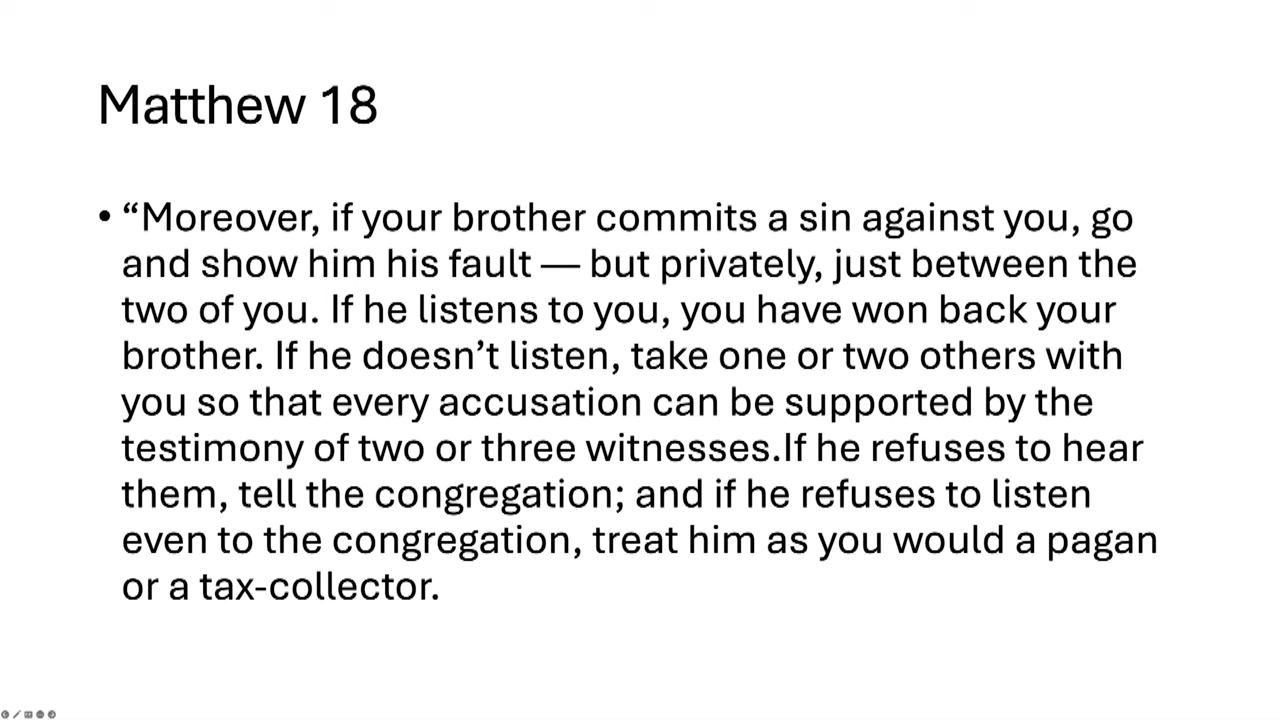 Matthew 18
• “Moreover, if your brother commits a sin against you, go
and show him his fault — but privately, just between the
two of you. If he listens to you, you have won back your
brother. If he doesn’t listen, take one or two others with
you so that every accusation can be supported by the
testimony of two or three witnesses.If he refuses to hear
them, tell the congregation; and if he refuses to listen
even to the congregation, treat him as you would a pagan
or a tax-collector.